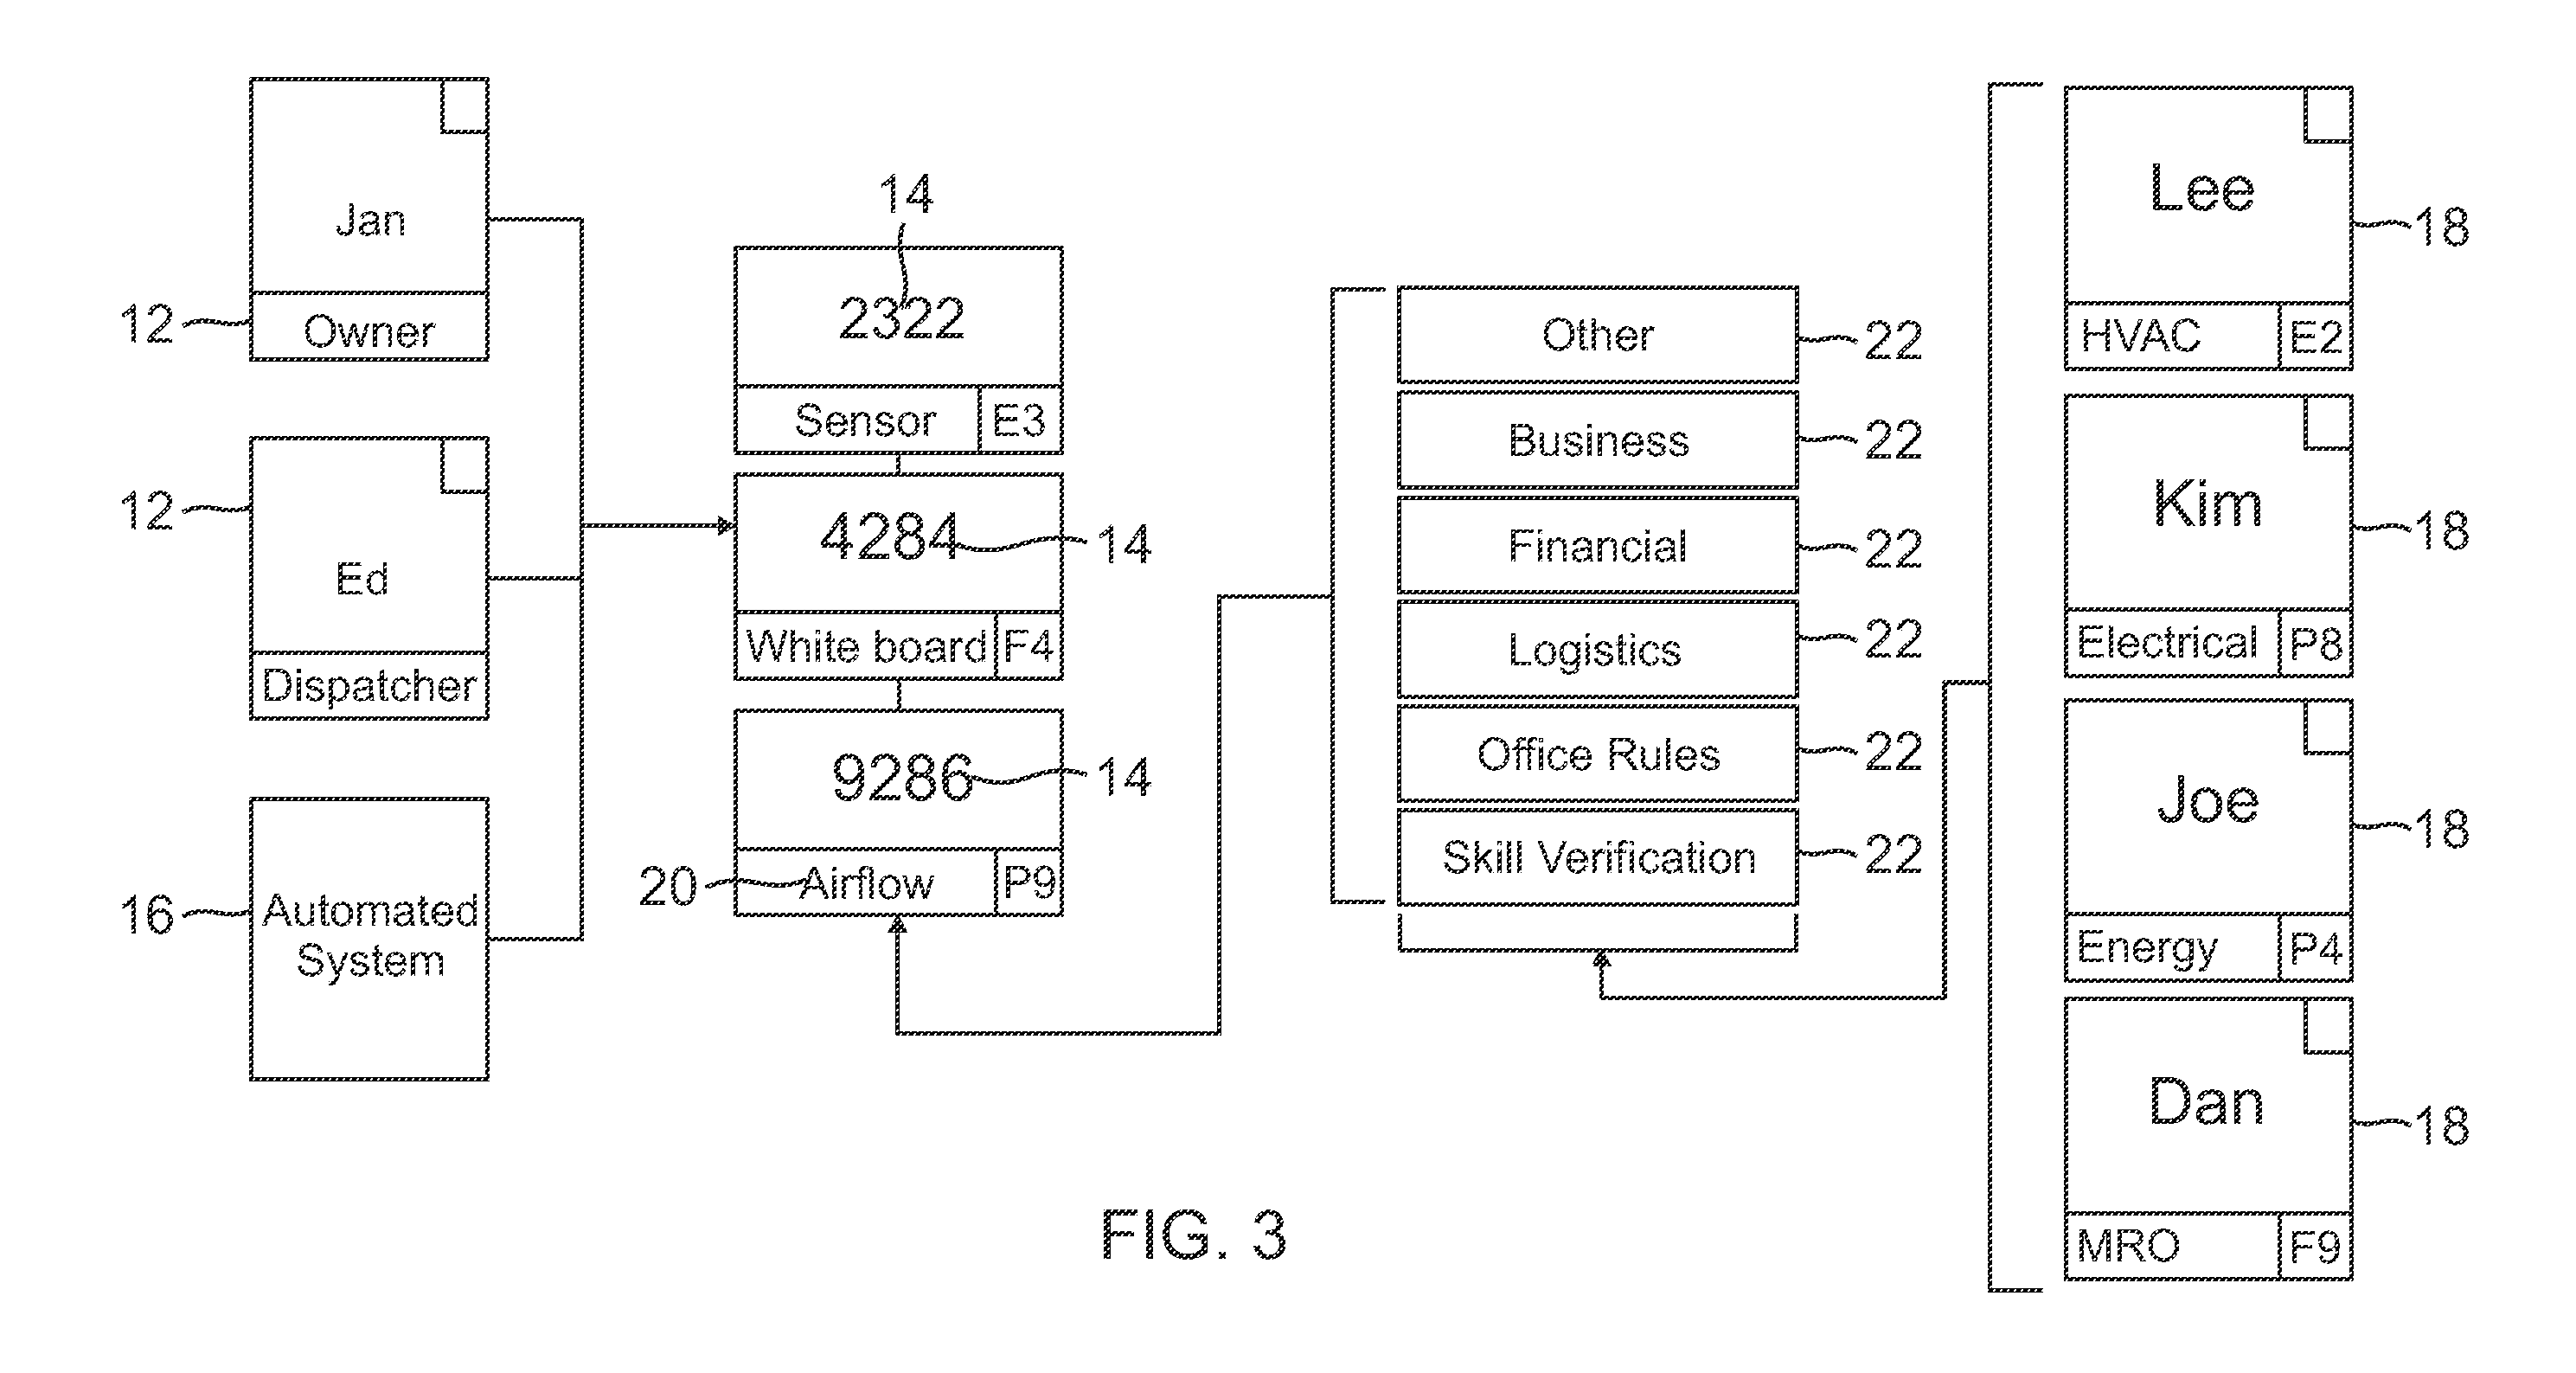 Jan
12
Owner
12
Ed
Dispatcher
16
Automated
System
14
2322
Sensor
E3
4284
14
White board
F4
9286
14
20
Airflow
P9
Other
22
Business
22
Financial
22
Logistics
22
Office Rules
22
Skill Verification
22
Lee
18
HVAC
E2
Kim
18
Electrical
P8
Joe
18
Energy
P4
Dan
18
MRO
F9
FIG. 3